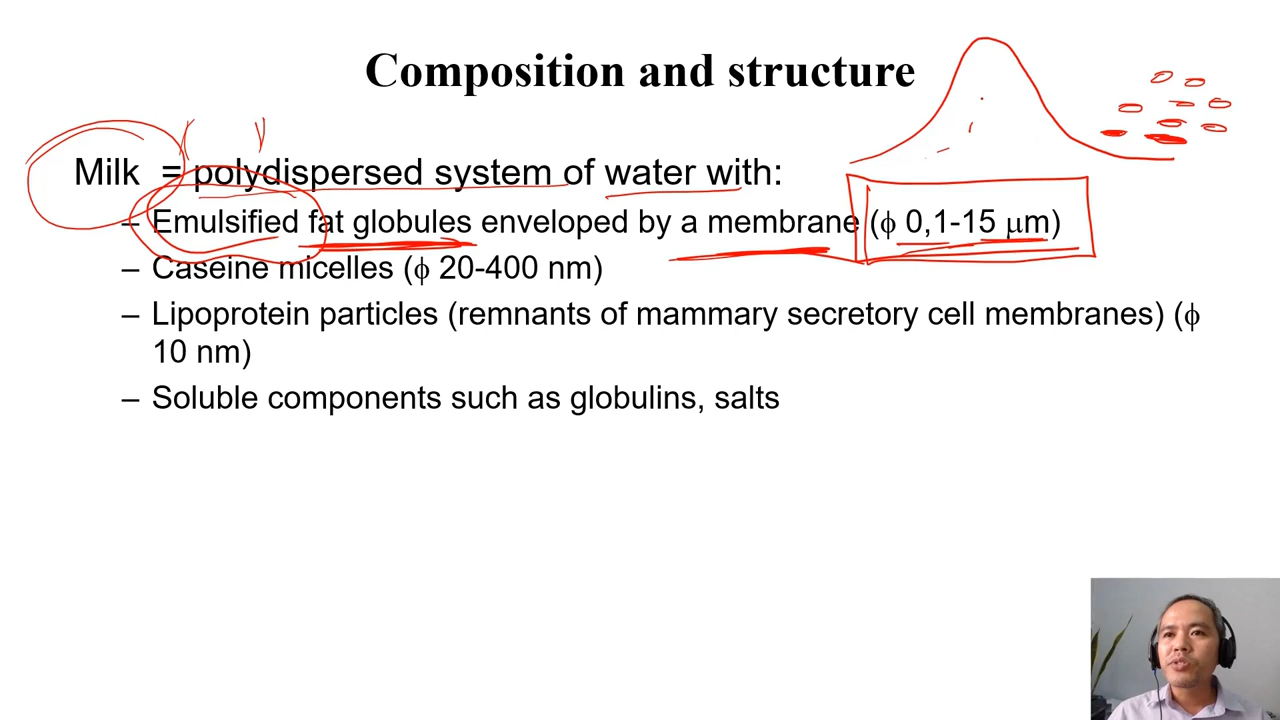 Composition and structure
Milk = polydispersed system of water with:
– Emulsified fat globules enveloped by a membrane (ϕ 0,1-15 μm)
– Caseine micelles (ϕ 20-400 nm)
– Lipoprotein particles (remnants of mammary secretory cell membranes) (ϕ
10 nm)
– Soluble components such as globulins, salts